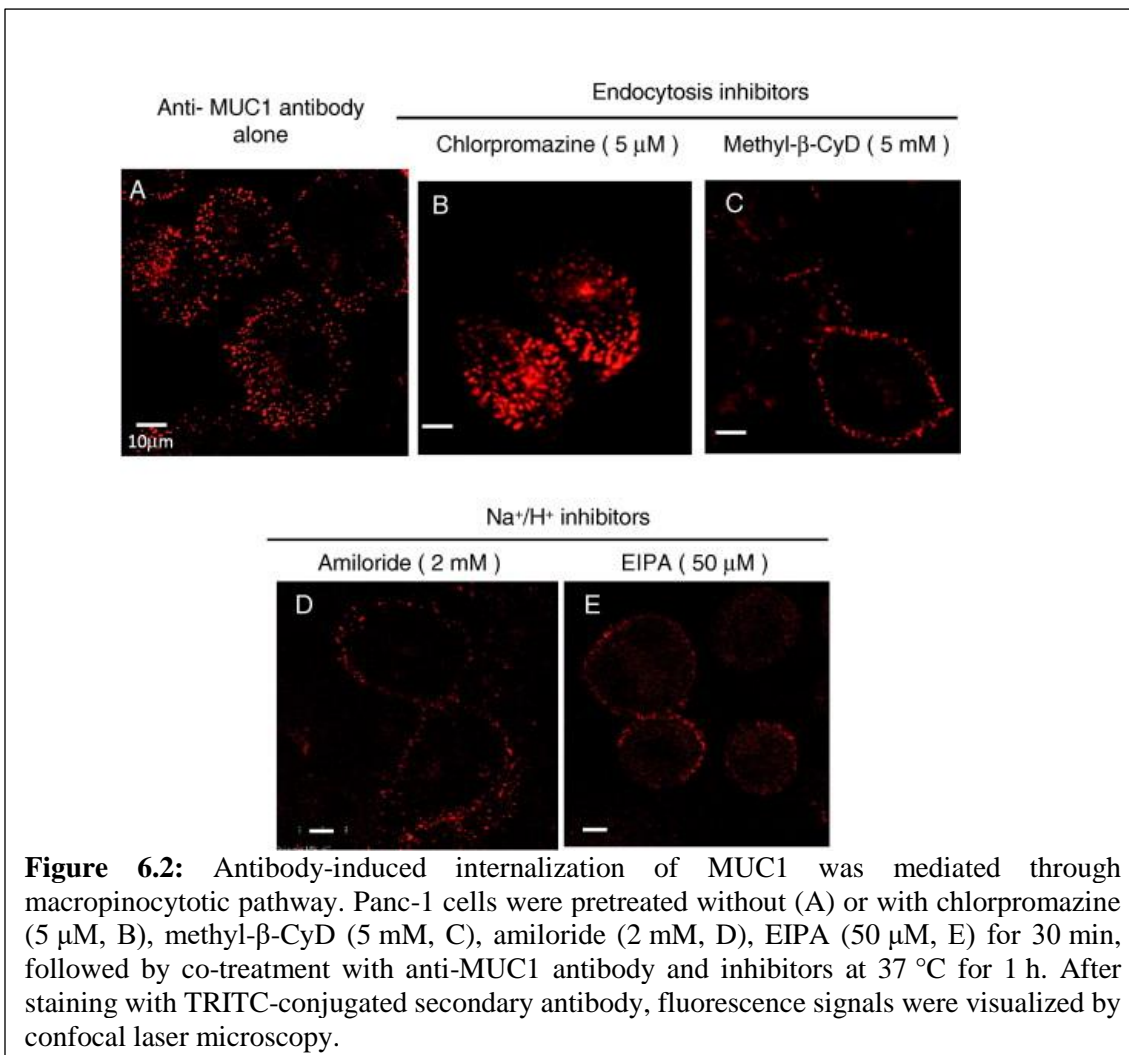 Anti- MUC1 antibody
alone
Endocytosis inhibitors
Chlorpromazine ( 5 μM )
Methyl-β-CyD ( 5 mM )
A
B
C
10μm
Na⁺/H⁺ inhibitors
Amiloride ( 2 mM )
EIPA ( 50 μM )
D
E
Figure 6.2: Antibody-induced internalization of MUC1 was mediated through
macropinocytotic pathway. Panc-1 cells were pretreated without (A) or with chlorpromazine
(5 μM, B), methyl-β-CyD (5 mM, C), amiloride (2 mM, D), EIPA (50 μM, E) for 30 min,
followed by co-treatment with anti-MUC1 antibody and inhibitors at 37 °C for 1 h. After
staining with TRITC-conjugated secondary antibody, fluorescence signals were visualized by
confocal laser microscopy.